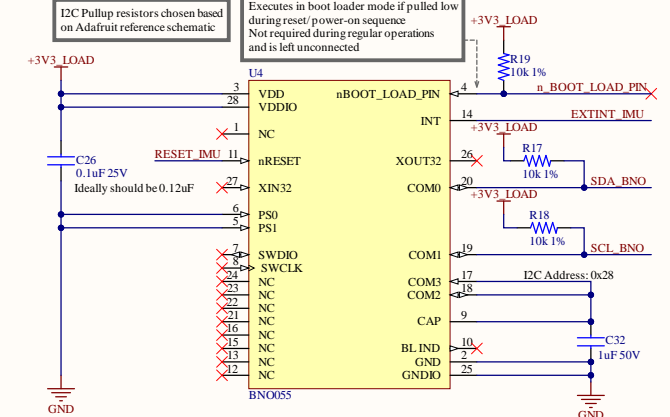 I2C Pullup resistors chosen based
on Adafruit reference schematic
Executes in boot loader mode if pulled low
during reset/ power-on sequence
Not required during regular operations
and is left unconnected
+3V3_LOAD
+3V3_LOAD
R19
10k 1%
U4
3 VDD
28 VDDIO
nBOOT_LOAD_PIN 4
n_BOOT_LOAD_PIN
INT 14
EXTINT_IMU
1 NC
+3V3_LOAD
R17
10k 1%
C26
0.1uF 25V
Ideally should be 0.12uF
RESET_IMU 11 nRESET
XOUT32 26
27 XIN32
COM0 20
SDA_BNO
+3V3_LOAD
R18
10k 1%
6 PS0
5 PS1
7 SWDIO
COM1 19
SCL_BNO
8 SWCLK
24 NC
COM3 17
I2C Address: 0x28
23 NC
COM2 18
22 NC
21 NC
CAP 9
16 NC
C32
1uF 50V
15 NC
BL IND 10
13 NC
GND 2
12 NC
GNDIO 25
BNO055
GND
GND